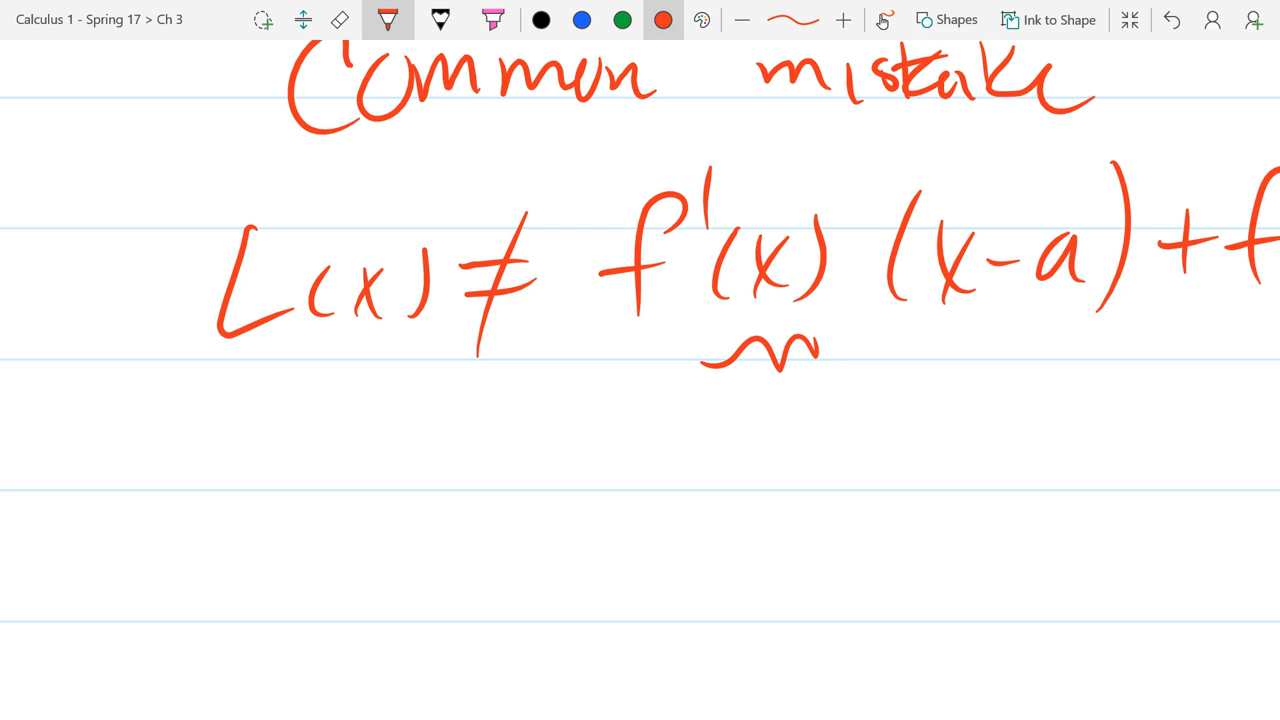 Calculus 1 - Spring 17 > Ch 3 Shapes Ink to Shape
Common mistake
L(x) ≠ f'(x) (x-a) + f